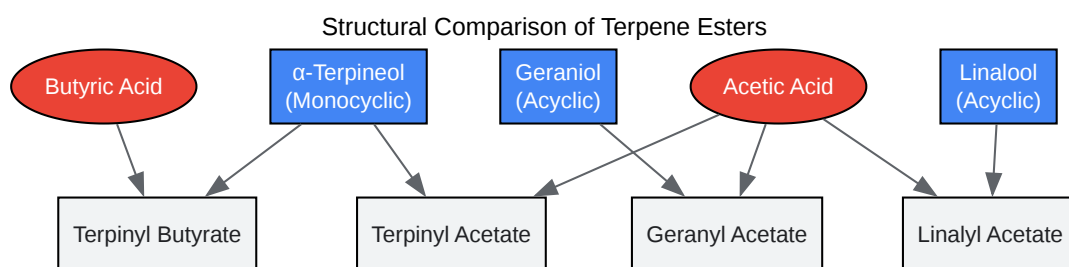 Structural Comparison of Terpene Esters
Butyric Acid
α-Terpineol
(Monocyclic)
Geraniol
(Acyclic)
Acetic Acid
Linalool
(Acyclic)
Terpinyl Butyrate
Terpinyl Acetate
Geranyl Acetate
Linalyl Acetate